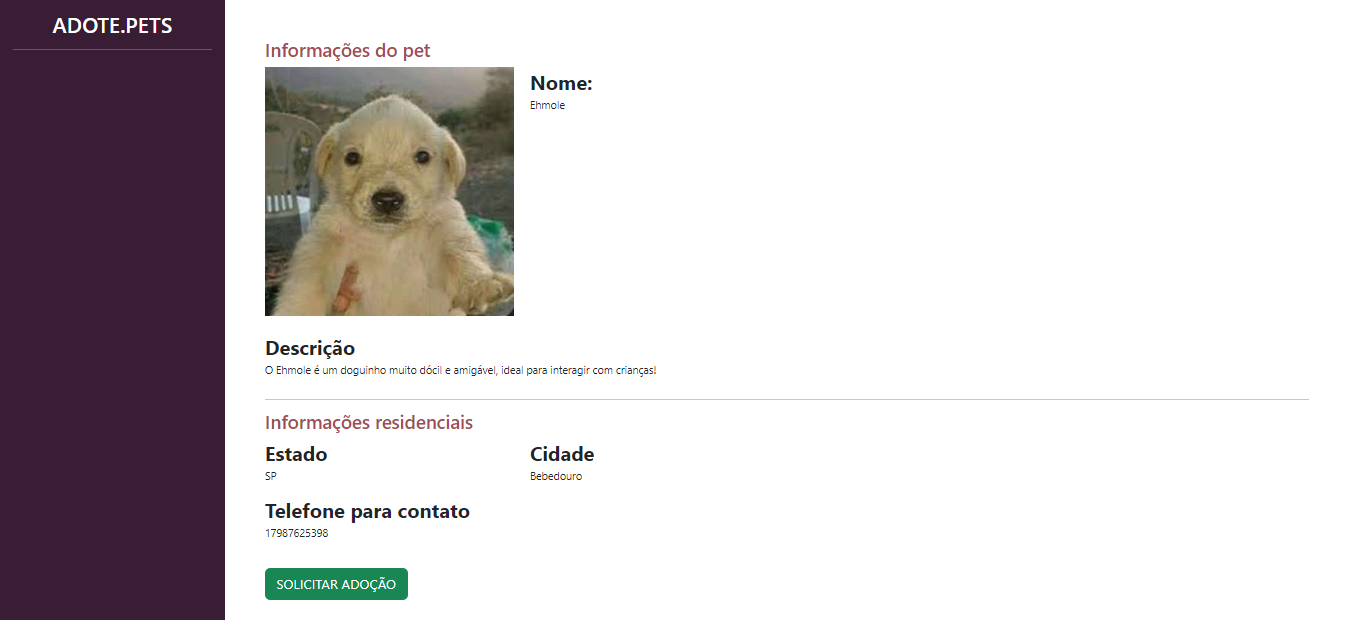 ADOTE.PETS
Informações do pet
Nome:
Ehmole
Descrição
O Ehmole é um doguinho muito dócil e amigável, ideal para interagir com crianças!
Informações residenciais
Estado
SP
Cidade
Bebedouro
Telefone para contato
17987625398
SOLICITAR ADOÇÃO